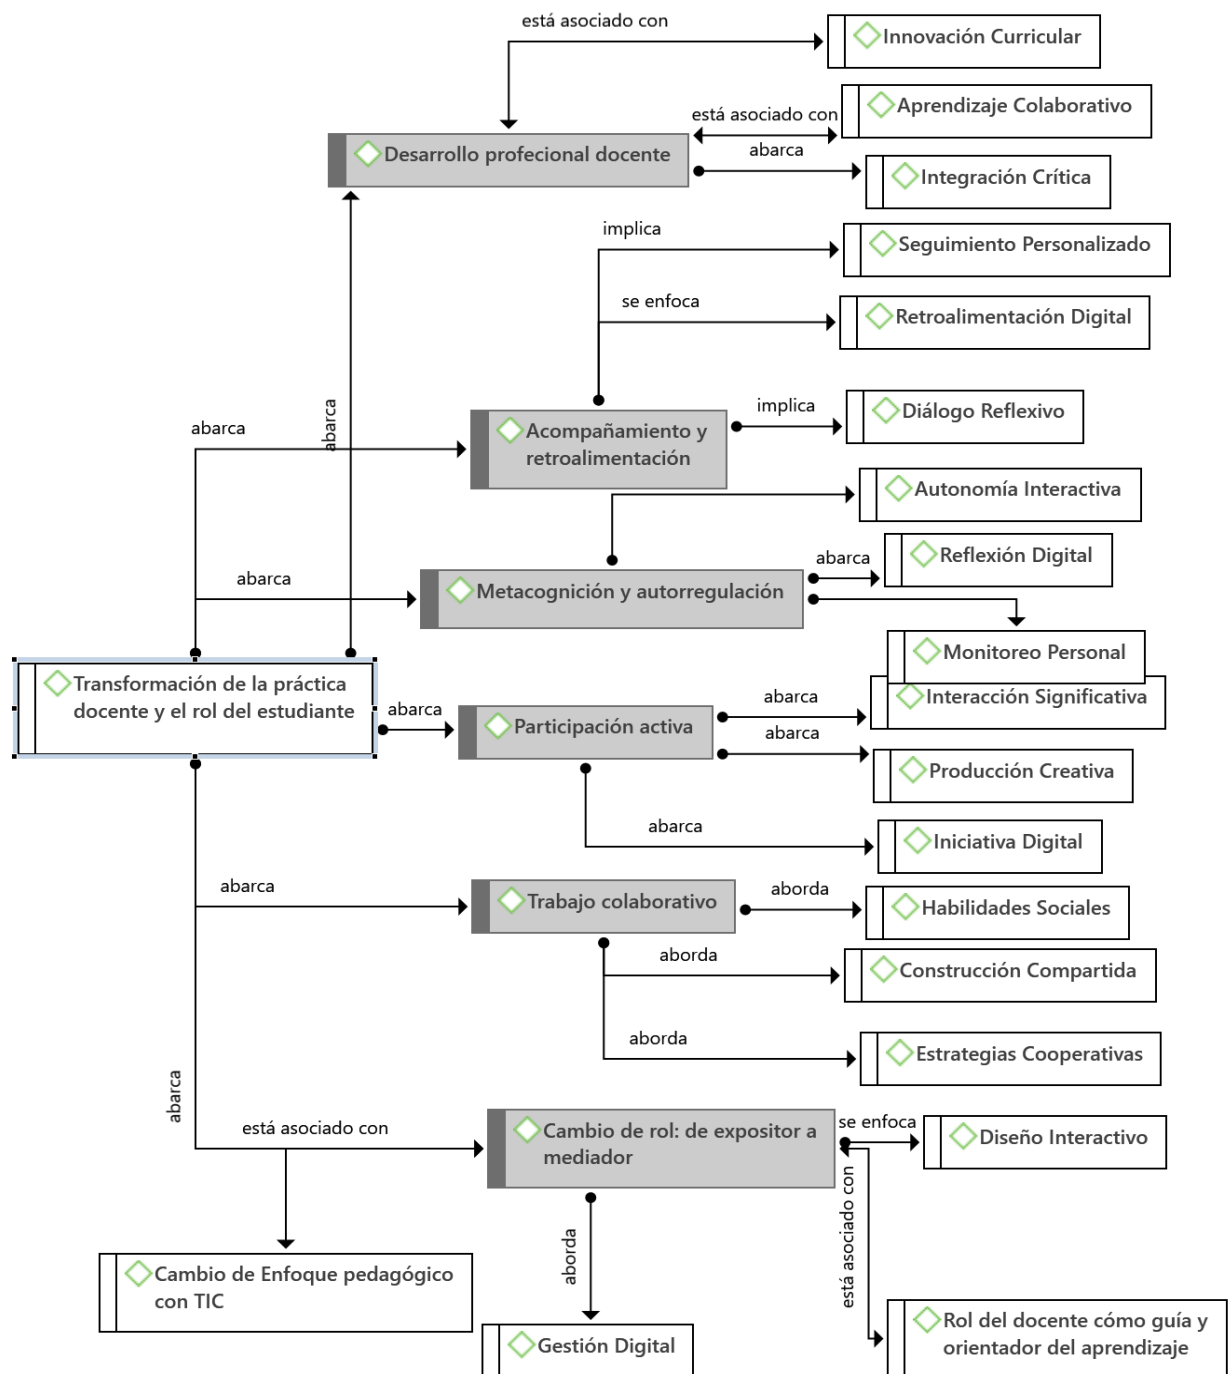 está asociado con
Innovación Curricular
Aprendizaje Colaborativo
está asociado con
Desarrollo profecional docente
abarca
Integración Crítica
implica
Seguimiento Personalizado
se enfoca
Retroalimentación Digital
abarca
abarca
Acompañamiento y
retroalimentación
implica
Diálogo Reflexivo
Autonomía Interactiva
abarca
Metacognición y autorregulación
abarca
Reflexión Digital
Monitoreo Personal
Transformación de la práctica
docente y el rol del estudiante
abarca
Participación activa
abarca
Interacción Significativa
abarca
Producción Creativa
abarca
Iniciativa Digital
abarca
Trabajo colaborativo
aborda
Habilidades Sociales
aborda
Construcción Compartida
aborda
Estrategias Cooperativas
abarca
está asociado con
Cambio de rol: de expositor a
mediador
se enfoca
Diseño Interactivo
está asociado con
aborda
Cambio de Enfoque pedagógico
con TIC
Gestión Digital
Rol del docente cómo guía y
orientador del aprendizaje